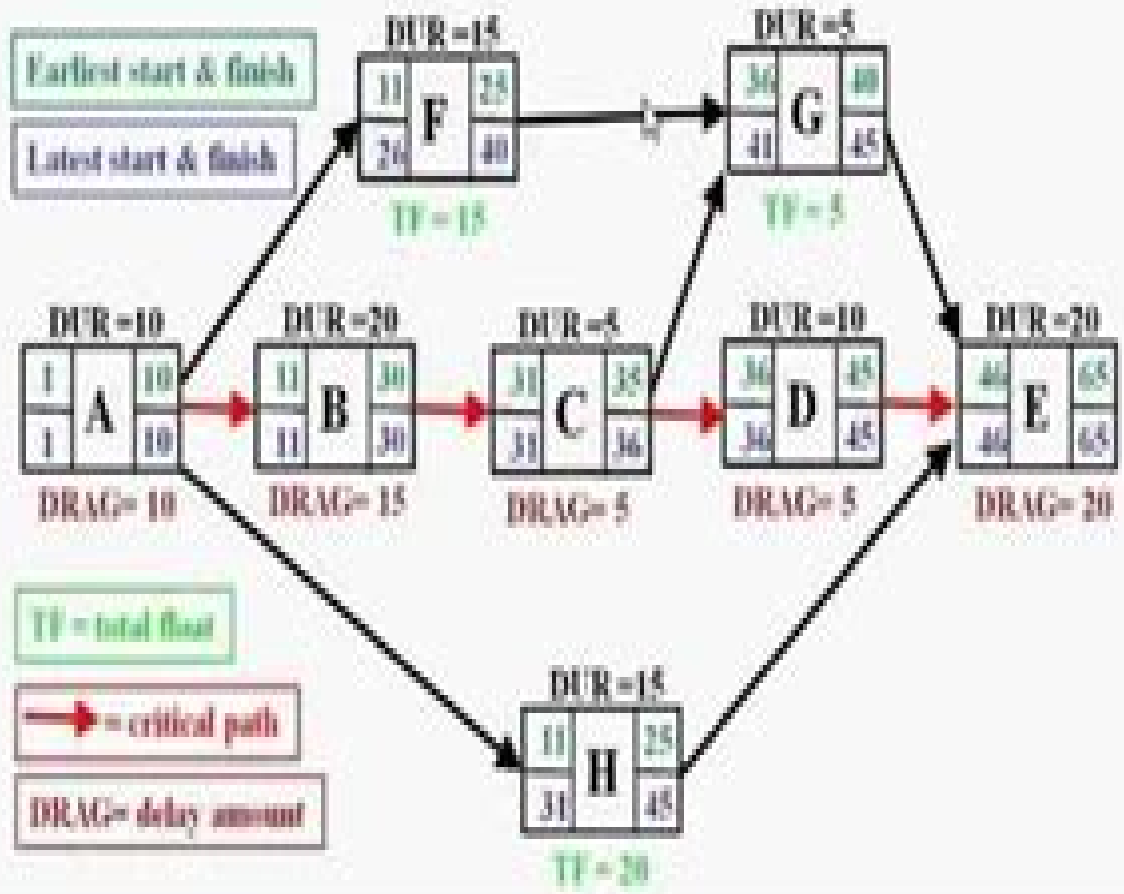 Earliest start & finish
Latest start & finish
DUR =15
11 F 25
26 40
TF = 15
DUR =5
36 G 40
41 45
TF = 5
DUR =10
1 A 10
1 10
DRAG= 10
DUR =20
11 B 30
11 30
DRAG= 15
DUR =5
31 C 35
31 36
DRAG= 5
DUR =10
36 D 45
36 45
DRAG= 5
DUR =20
46 E 65
46 65
DRAG= 20
TF = total float
= critical path
DRAG= delay amount
DUR =15
11 H 25
31 45
TF = 20